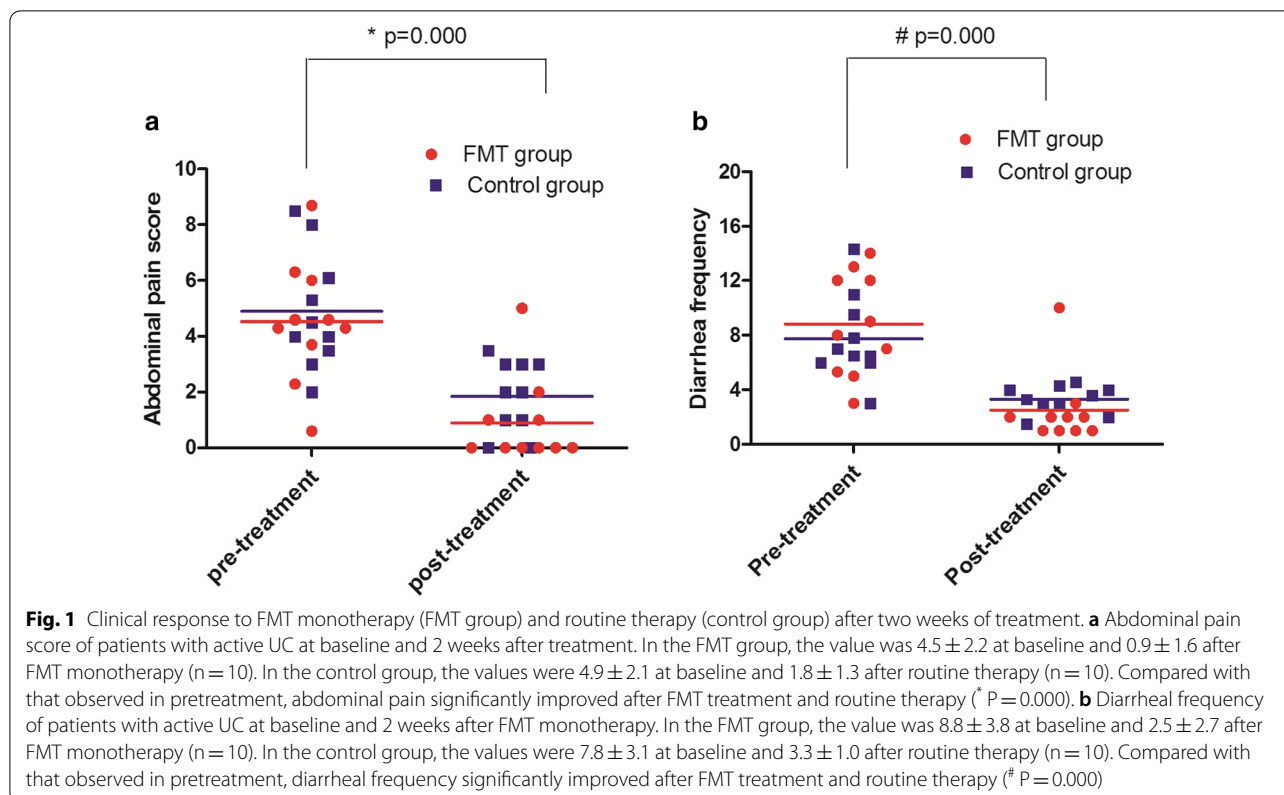 * p=0.000
# p=0.000
a
FMT group
Control group
Abdominal pain score
10
8
6
4
2
0
pre-treatment
post-treatment
b
FMT group
Control group
Diarrhea frequency
20
16
12
8
4
0
Pre-treatment
Post-treatment
Fig. 1 Clinical response to FMT monotherapy (FMT group) and routine therapy (control group) after two weeks of treatment. a Abdominal pain
score of patients with active UC at baseline and 2 weeks after treatment. In the FMT group, the value was 4.5 ± 2.2 at baseline and 0.9 ± 1.6 after
FMT monotherapy (n = 10). In the control group, the values were 4.9 ± 2.1 at baseline and 1.8 ± 1.3 after routine therapy (n = 10). Compared with
that observed in pretreatment, abdominal pain significantly improved after FMT treatment and routine therapy (* P = 0.000). b Diarrheal frequency
of patients with active UC at baseline and 2 weeks after FMT monotherapy. In the FMT group, the value was 8.8 ± 3.8 at baseline and 2.5 ± 2.7 after
FMT monotherapy (n = 10). In the control group, the values were 7.8 ± 3.1 at baseline and 3.3 ± 1.0 after routine therapy (n = 10). Compared with
that observed in pretreatment, diarrheal frequency significantly improved after FMT treatment and routine therapy (# P = 0.000)